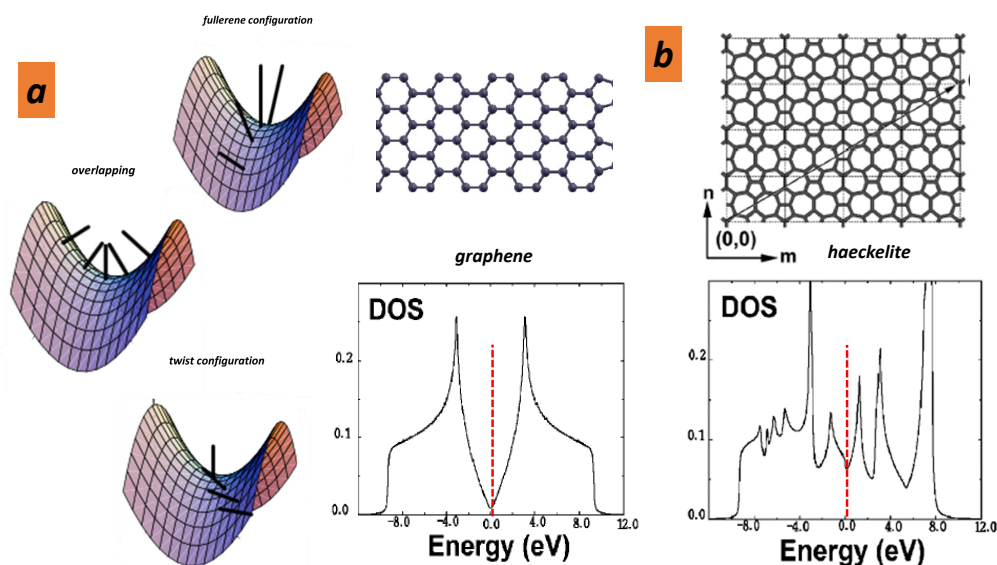 fullerene configuration
a
overlapping
twist configuration
graphene
DOS
0.2
0.1
0.0
-8.0 -4.0 0.0 4.0 8.0 12.0
Energy (eV)
b
n
(0,0)
m
haeckelite
DOS
0.2
0.1
0.0
-4.0 0.0 4.0 8.0 12.0
Energy (eV)